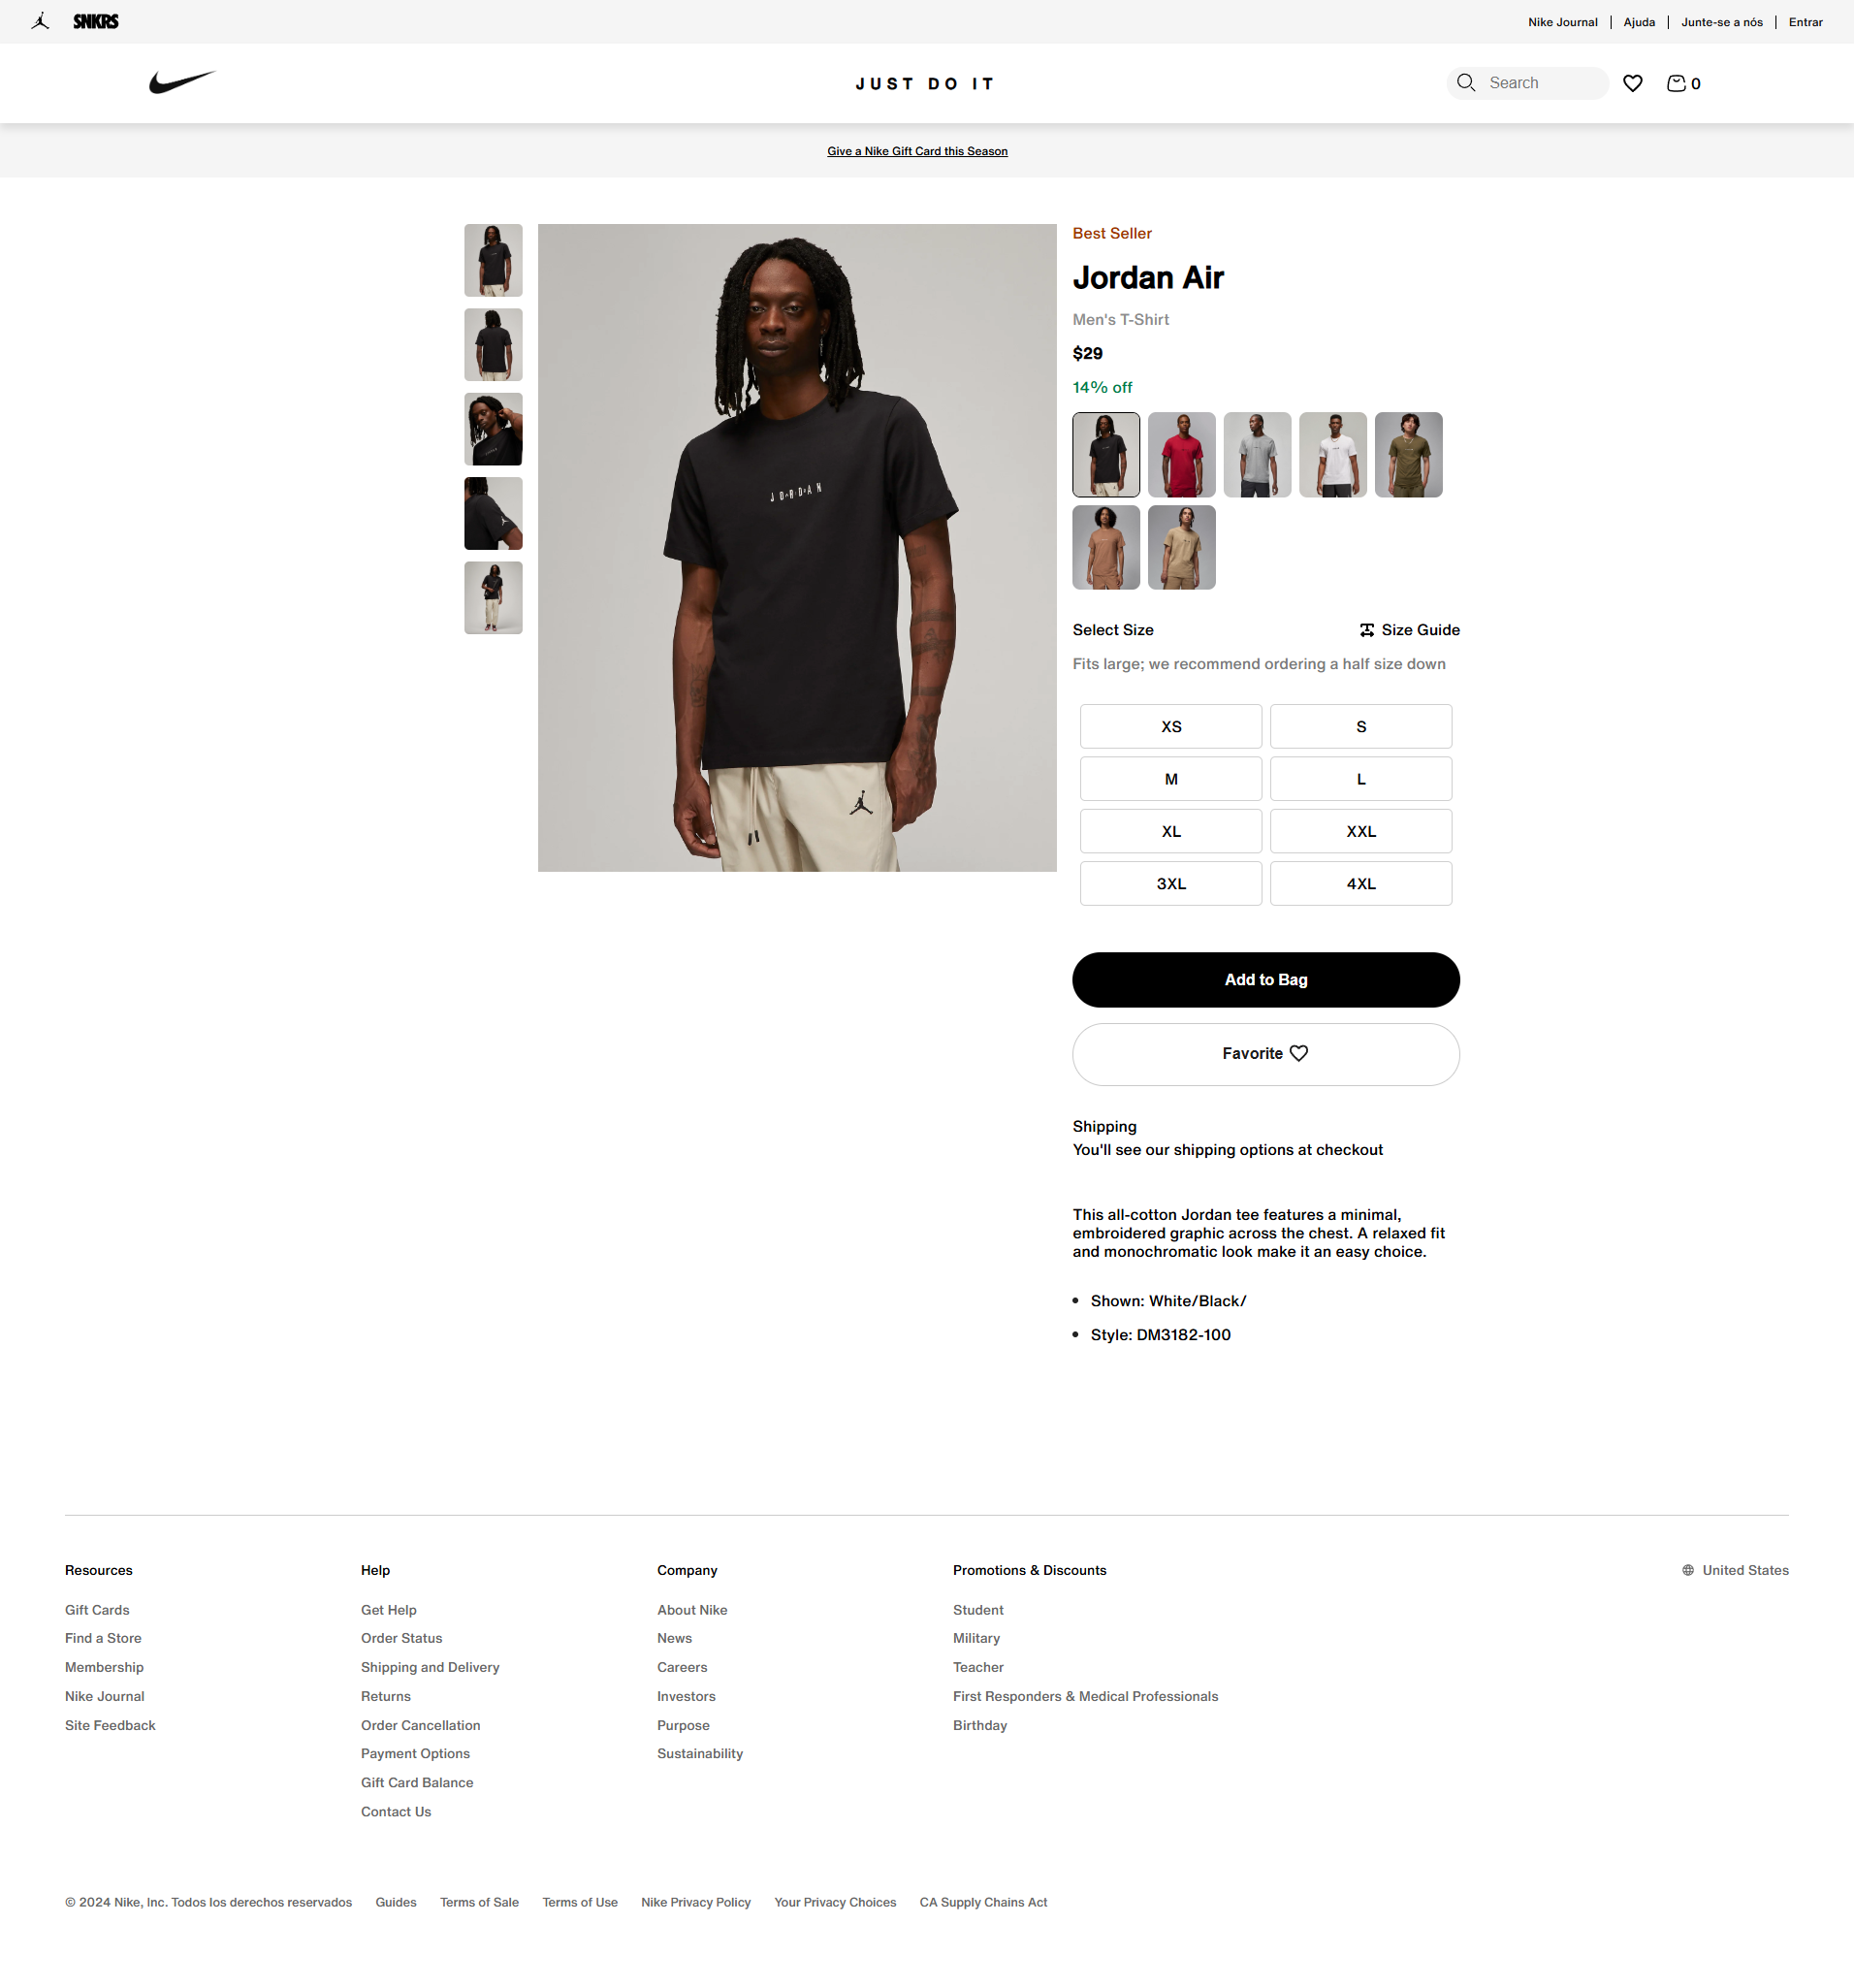 SNKRS
Nike Journal | Ajuda | Junte-se a nós | Entrar
JUST DO IT
Search
0
Give a Nike Gift Card this Season
Best Seller
Jordan Air
Men's T-Shirt
$29
14% off
JORDAN
Select Size
Size Guide
Fits large; we recommend ordering a half size down
XS
S
M
L
XL
XXL
3XL
4XL
Add to Bag
Favorite
Shipping
You'll see our shipping options at checkout
This all-cotton Jordan tee features a minimal,
embroidered graphic across the chest. A relaxed fit
and monochromatic look make it an easy choice.
Shown: White/Black/
Style: DM3182-100
Resources
Gift Cards
Find a Store
Membership
Nike Journal
Site Feedback
Help
Get Help
Order Status
Shipping and Delivery
Returns
Order Cancellation
Payment Options
Gift Card Balance
Contact Us
Company
About Nike
News
Careers
Investors
Purpose
Sustainability
Promotions & Discounts
Student
Military
Teacher
First Responders & Medical Professionals
Birthday
United States
© 2024 Nike, Inc. Todos los derechos reservados
Guides
Terms of Sale
Terms of Use
Nike Privacy Policy
Your Privacy Choices
CA Supply Chains Act